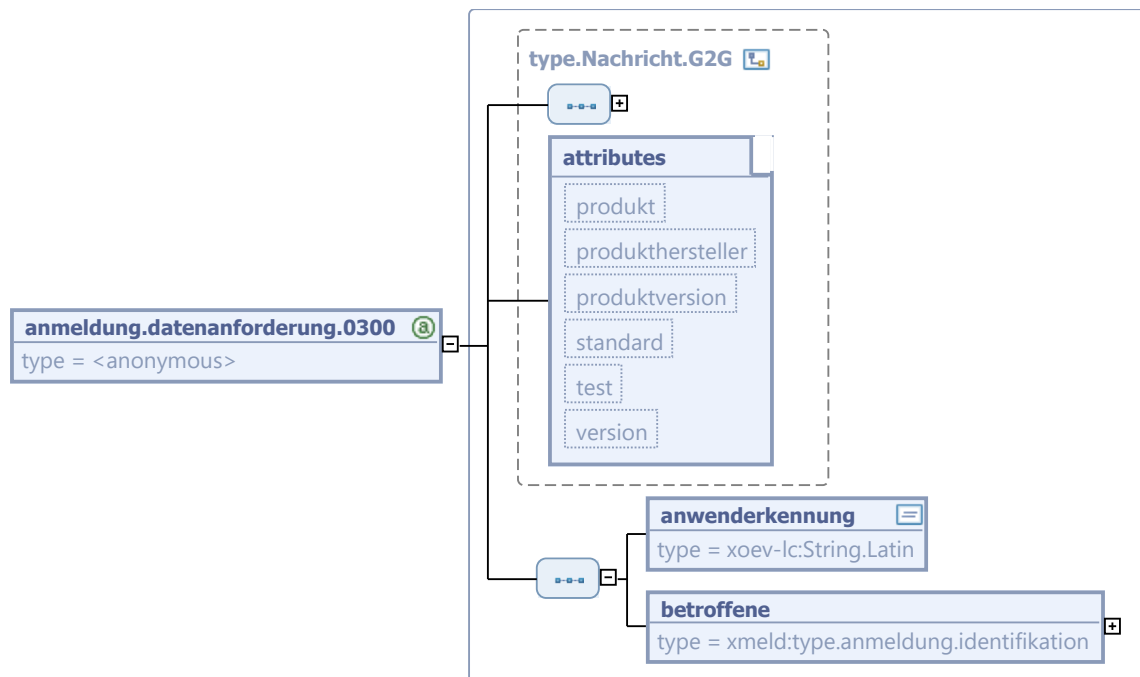 type.Nachricht.G2G
attributes
produkt
produkthersteller
produktversion
standard
test
version
anmeldung.datenanforderung.0300
type = <anonymous>
anwenderkennung
type = xoev-lc:String.Latin
betroffene
type = xmeld:type.anmeldung.identifikation